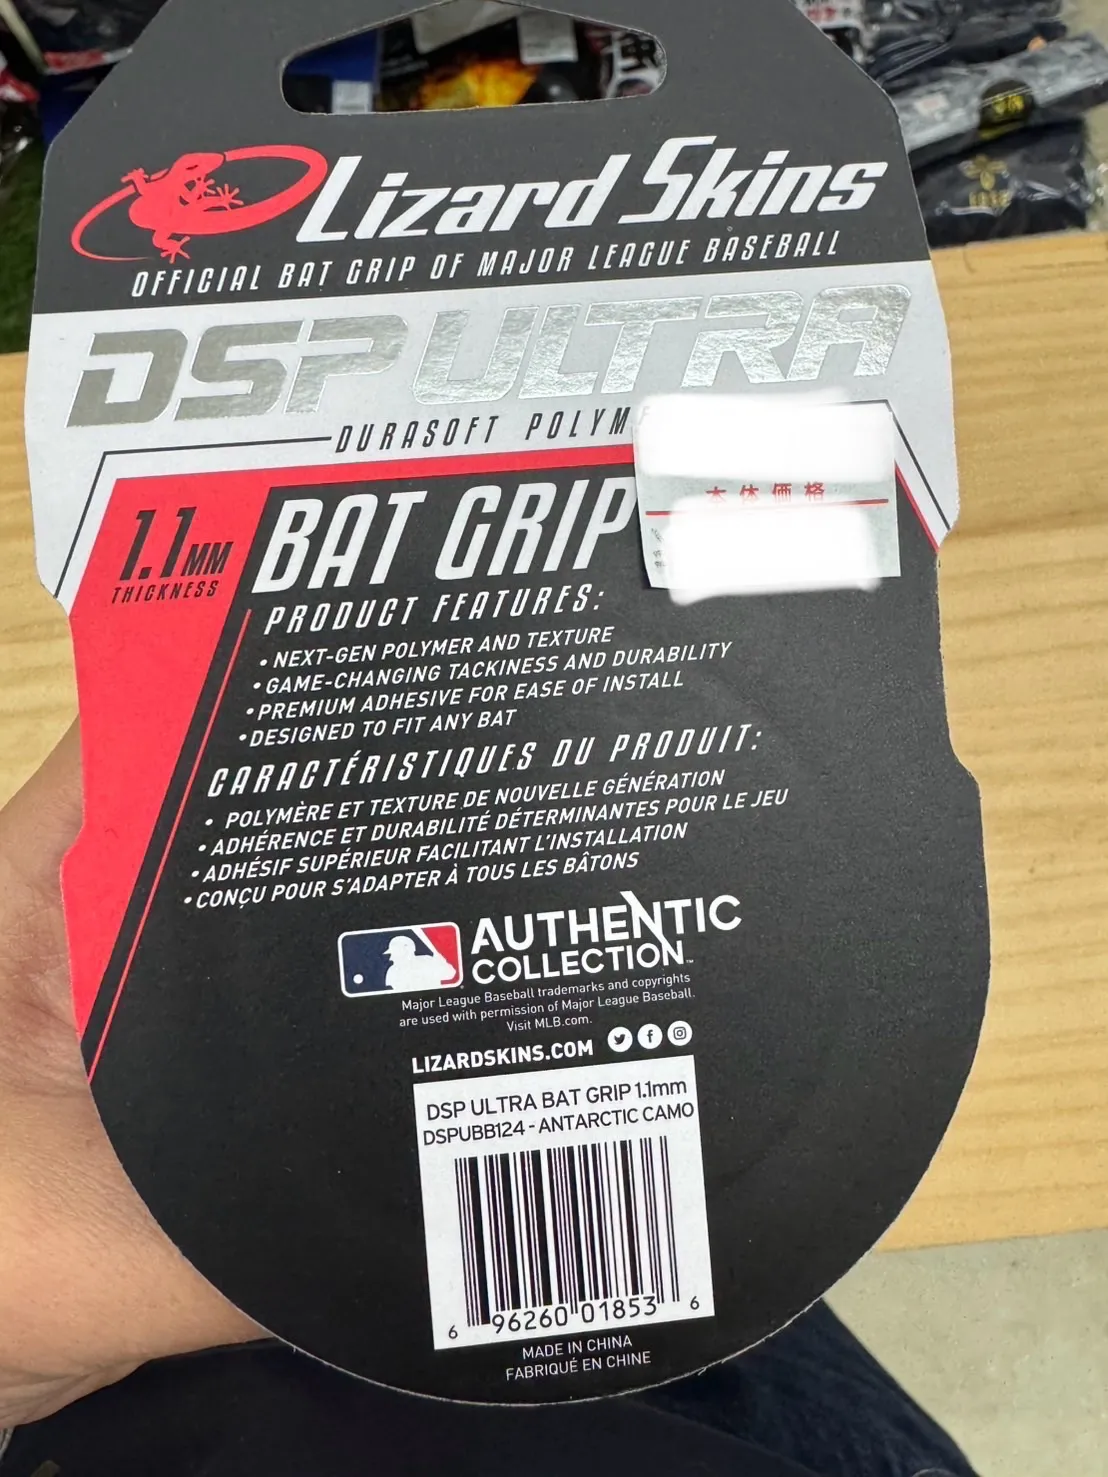 Lizard Skins
OFFICIAL BAT GRIP OF MAJOR LEAGUE BASEBALL
DSP ULTRA
DURASOFT POLYM
本体価格
1.1MM
THICKNESS
BAT GRIP
PRODUCT FEATURES:
• NEXT-GEN POLYMER AND TEXTURE
• GAME-CHANGING TACKINESS AND DURABILITY
• PREMIUM ADHESIVE FOR EASE OF INSTALL
• DESIGNED TO FIT ANY BAT
CARACTÉRISTIQUES DU PRODUIT:
• POLYMÈRE ET TEXTURE DE NOUVELLE GÉNÉRATION
• ADHÉRENCE ET DURABILITÉ DÉTERMINANTES POUR LE JEU
• ADHÉSIF SUPÉRIEUR FACILITANT L'INSTALLATION
• CONÇU POUR S'ADAPTER À TOUS LES BÂTONS
AUTHENTIC
COLLECTION™
Major League Baseball trademarks and copyrights
are used with permission of Major League Baseball.
Visit MLB.com.
LIZARDSKINS.COM
DSP ULTRA BAT GRIP 1.1mm
DSPUBB124 - ANTARCTIC CAMO
6 96260 01853 6
MADE IN CHINA
FABRIQUÉ EN CHINE